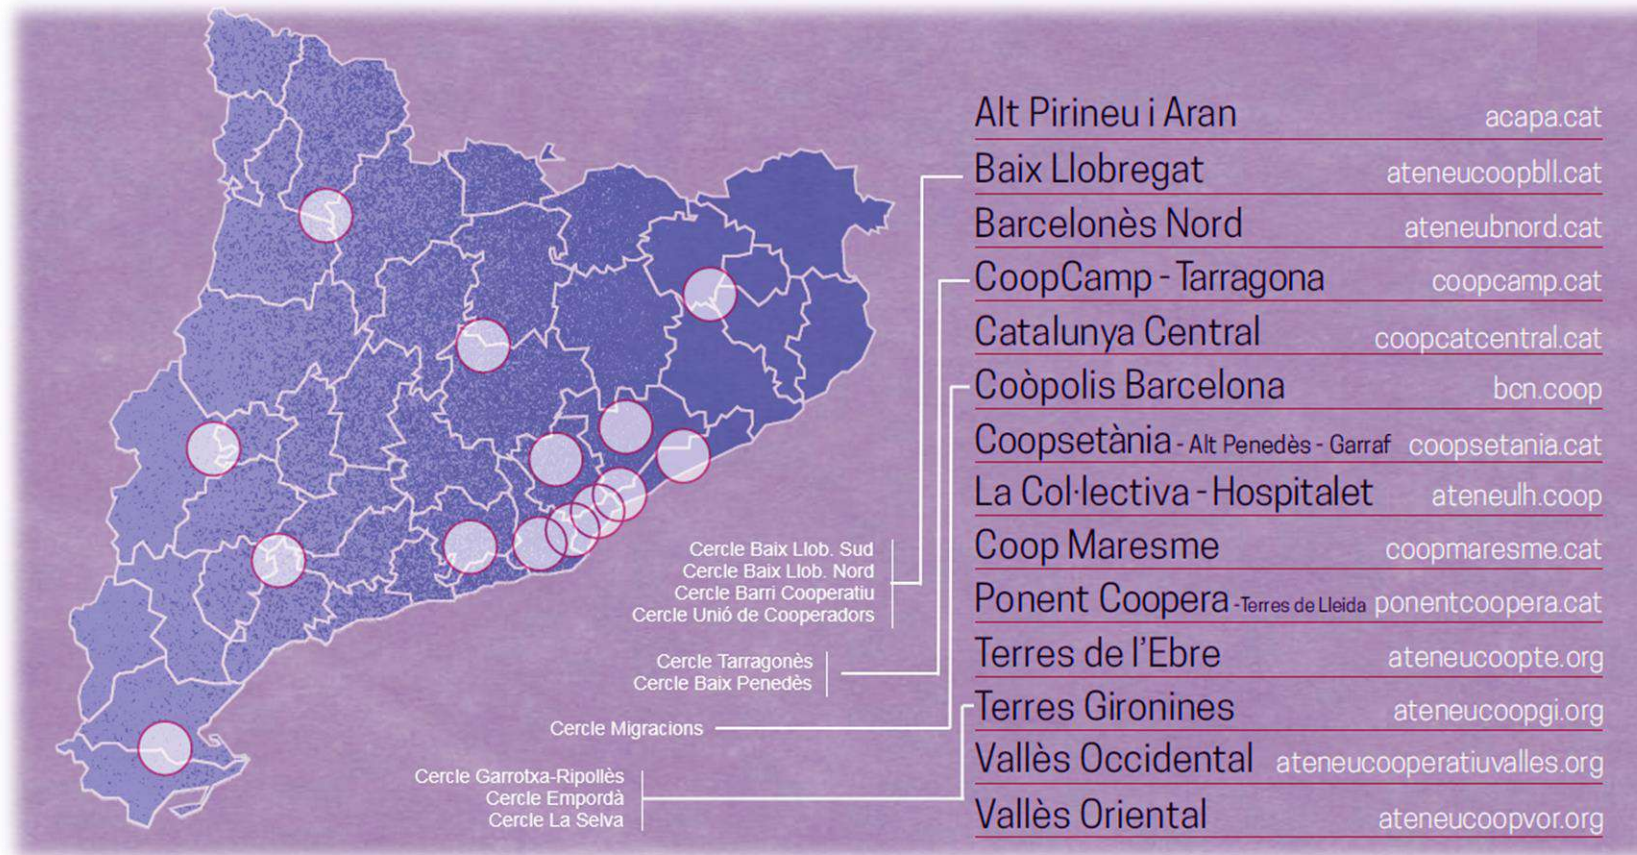 Alt Pirineu i Aran acapa.cat
Baix Llobregat ateneucoopbll.cat
Barcelonès Nord ateneubnord.cat
CoopCamp - Tarragona coopcamp.cat
Catalunya Central coopcatcentral.cat
Coòpolis Barcelona bcn.coop
Coopsetània - Alt Penedès - Garraf coopsetania.cat
La Col·lectiva - Hospitalet ateneulh.coop
Coop Maresme coopmaresme.cat
Ponent Coopera -Terres de Lleida ponentcoopera.cat
Terres de l'Ebre ateneucoopte.org
Terres Gironines ateneucoopgi.org
Vallès Occidental ateneucooperatiuvalles.org
Vallès Oriental ateneucoopvor.org
Cercle Baix Llob. Sud
Cercle Baix Llob. Nord
Cercle Barri Cooperatiu
Cercle Unió de Cooperadors
Cercle Tarragonès
Cercle Baix Penedès
Cercle Migracions
Cercle Garrotxa-Ripollès
Cercle Empordà
Cercle La Selva